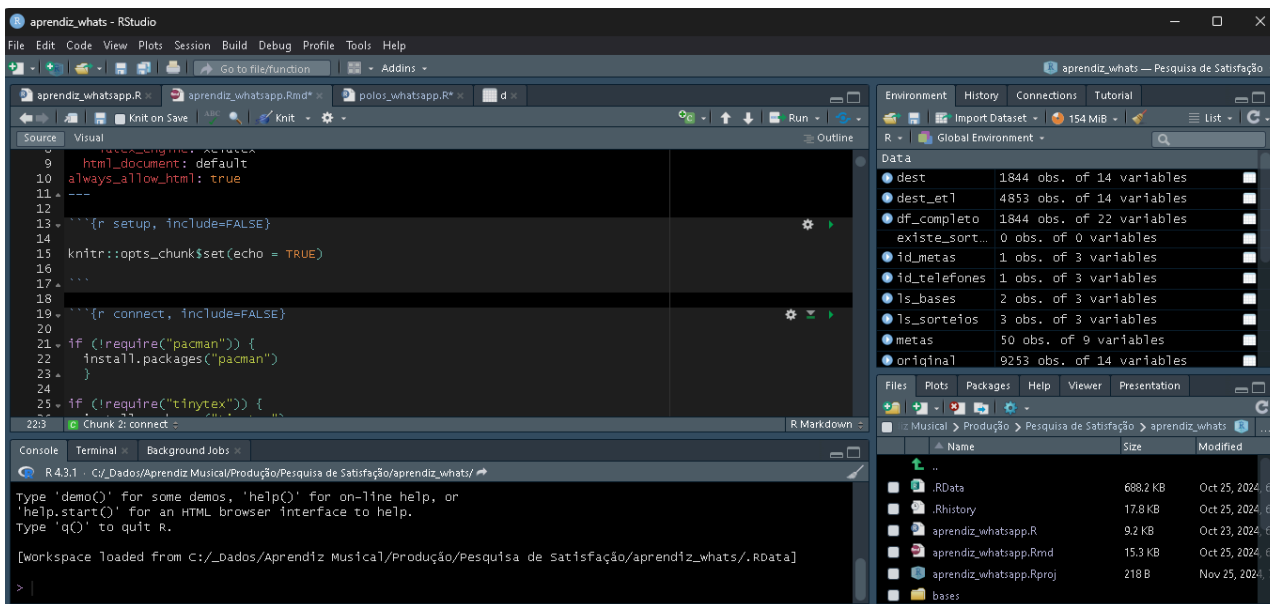 aprendiz_whats - RStudio
File Edit Code View Plots Session Build Debug Profile Tools Help
Go to file/function Addins
aprendiz_whats — Pesquisa de Satisfação
aprendiz_whatsapp.R aprendiz_whatsapp.Rmd* polos_whatsapp.R* d
Knit on Save ABC Knit Run
Source Visual Outline
9 html_document: default
10 always_allow_html: true
11 ---
12
13 ```{r setup, include=FALSE}
14
15 knitr::opts_chunk$set(echo = TRUE)
16
17 ```
18
19 ```{r connect, include=FALSE}
20
21 if (!require("pacman")) {
22 install.packages("pacman")
23 }
24
25 if (!require("tinytex")) {
22:3 C Chunk 2: connect R Markdown
Console Terminal Background Jobs
R 4.3.1 · C:/_Dados/Aprendiz Musical/Produção/Pesquisa de Satisfação/aprendiz_whats/
Type 'demo()' for some demos, 'help()' for on-line help, or
'help.start()' for an HTML browser interface to help.
Type 'q()' to quit R.
[Workspace loaded from C:/_Dados/Aprendiz Musical/Produção/Pesquisa de Satisfação/aprendiz_whats/.RData]
>
Environment History Connections Tutorial
Import Dataset 154 MiB List
R Global Environment
Data
dest 1844 obs. of 14 variables
dest_etl 4853 obs. of 14 variables
df_completo 1844 obs. of 22 variables
existe_sort… 0 obs. of 0 variables
id_metas 1 obs. of 3 variables
id_telefones 1 obs. of 3 variables
ls_bases 2 obs. of 3 variables
ls_sorteios 3 obs. of 3 variables
metas 50 obs. of 9 variables
original 9253 obs. of 14 variables
Files Plots Packages Help Viewer Presentation
Musical Produção Pesquisa de Satisfação aprendiz_whats ...
Name Size Modified
..
.RData 688.2 KB Oct 25, 2024, 6
.Rhistory 17.8 KB Oct 25, 2024, 6
aprendiz_whatsapp.R 9.2 KB Oct 23, 2024, 6
aprendiz_whatsapp.Rmd 15.3 KB Oct 25, 2024, 6
aprendiz_whatsapp.Rproj 218 B Nov 25, 2024,
bases